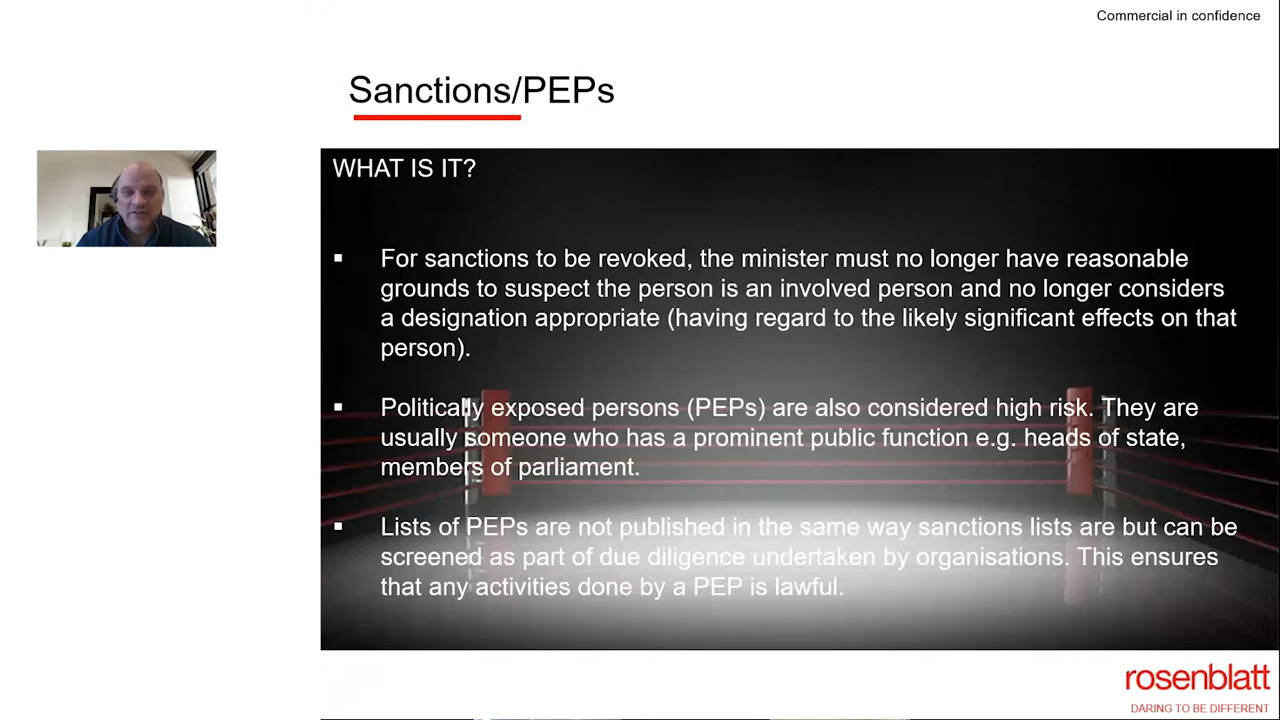 Commercial in confidence
Sanctions/PEPs
WHAT IS IT?
▪ For sanctions to be revoked, the minister must no longer have reasonable
grounds to suspect the person is an involved person and no longer considers
a designation appropriate (having regard to the likely significant effects on that
person).
▪ Politically exposed persons (PEPs) are also considered high risk. They are
usually someone who has a prominent public function e.g. heads of state,
members of parliament.
▪ Lists of PEPs are not published in the same way sanctions lists are but can be
screened as part of due diligence undertaken by organisations. This ensures
that any activities done by a PEP is lawful.
rosenblatt
DARING TO BE DIFFERENT